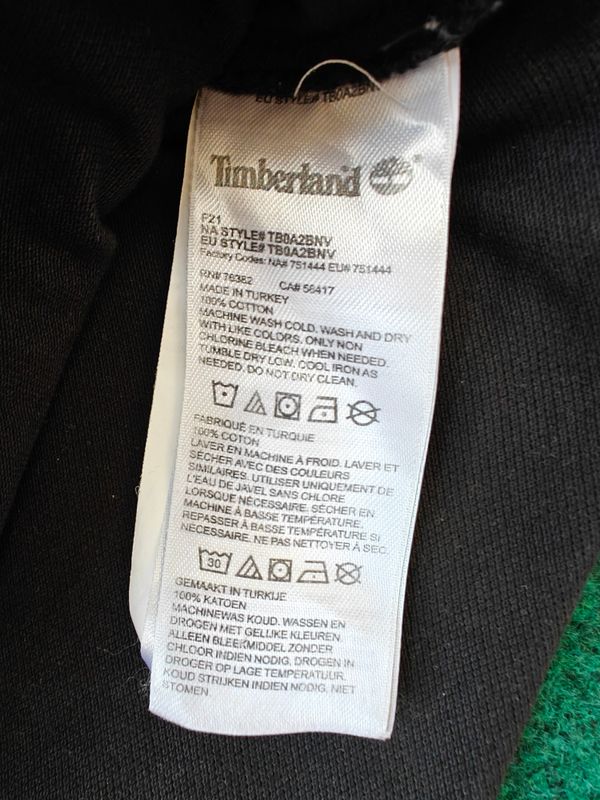 EU STYLE# TB0A2BN
Timberland
F21
NA STYLE# TB0A2BNV
EU STYLE# TB0A2BNV
Factory Codes: NA# 751444 EU# 751444
RN# 76382 CA# 56417
MADE IN TURKEY
100% COTTON
MACHINE WASH COLD. WASH AND DRY
WITH LIKE COLORS. ONLY NON
CHLORINE BLEACH WHEN NEEDED.
TUMBLE DRY LOW. COOL IRON AS
NEEDED. DO NOT DRY CLEAN.
FABRIQUÉ EN TURQUIE
100% COTON
LAVER EN MACHINE À FROID. LAVER ET
SÉCHER AVEC DES COULEURS
SIMILAIRES. UTILISER UNIQUEMENT DE
L'EAU DE JAVEL SANS CHLORE
LORSQUE NÉCESSAIRE. SÉCHER EN
MACHINE À BASSE TEMPÉRATURE.
REPASSER À BASSE TEMPÉRATURE SI
NÉCESSAIRE. NE PAS NETTOYER À SEC.
30
GEMAAKT IN TURKIJE
100% KATOEN
MACHINEWAS KOUD. WASSEN EN
DROGEN MET GELIJKE KLEUREN.
ALLEEN BLEEKMIDDEL ZONDER
CHLOOR INDIEN NODIG. DROGEN IN
DROGER OP LAGE TEMPERATUUR.
KOUD STRIJKEN INDIEN NODIG. NIET
STOMEN.